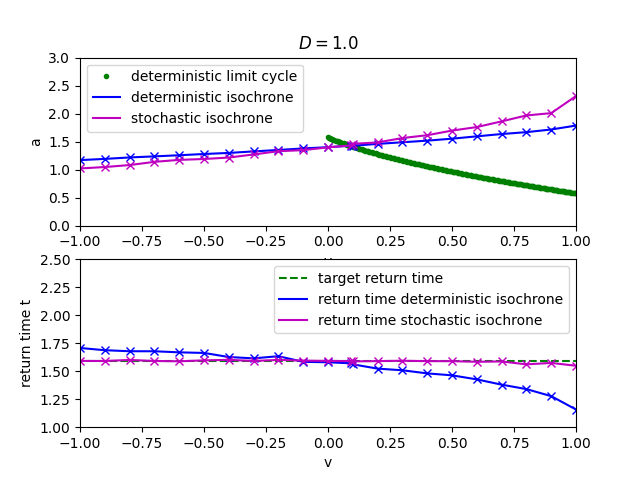 D = 1.0
3.0
2.5
2.0
1.5
1.0
0.5
0.0
a
deterministic limit cycle
deterministic isochrone
stochastic isochrone
−1.00 −0.75 −0.50 −0.25 0.00 0.25 0.50 0.75 1.00
2.50
2.25
2.00
1.75
1.50
1.25
1.00
return time t
target return time
return time deterministic isochrone
return time stochastic isochrone
−1.00 −0.75 −0.50 −0.25 0.00 0.25 0.50 0.75 1.00
v